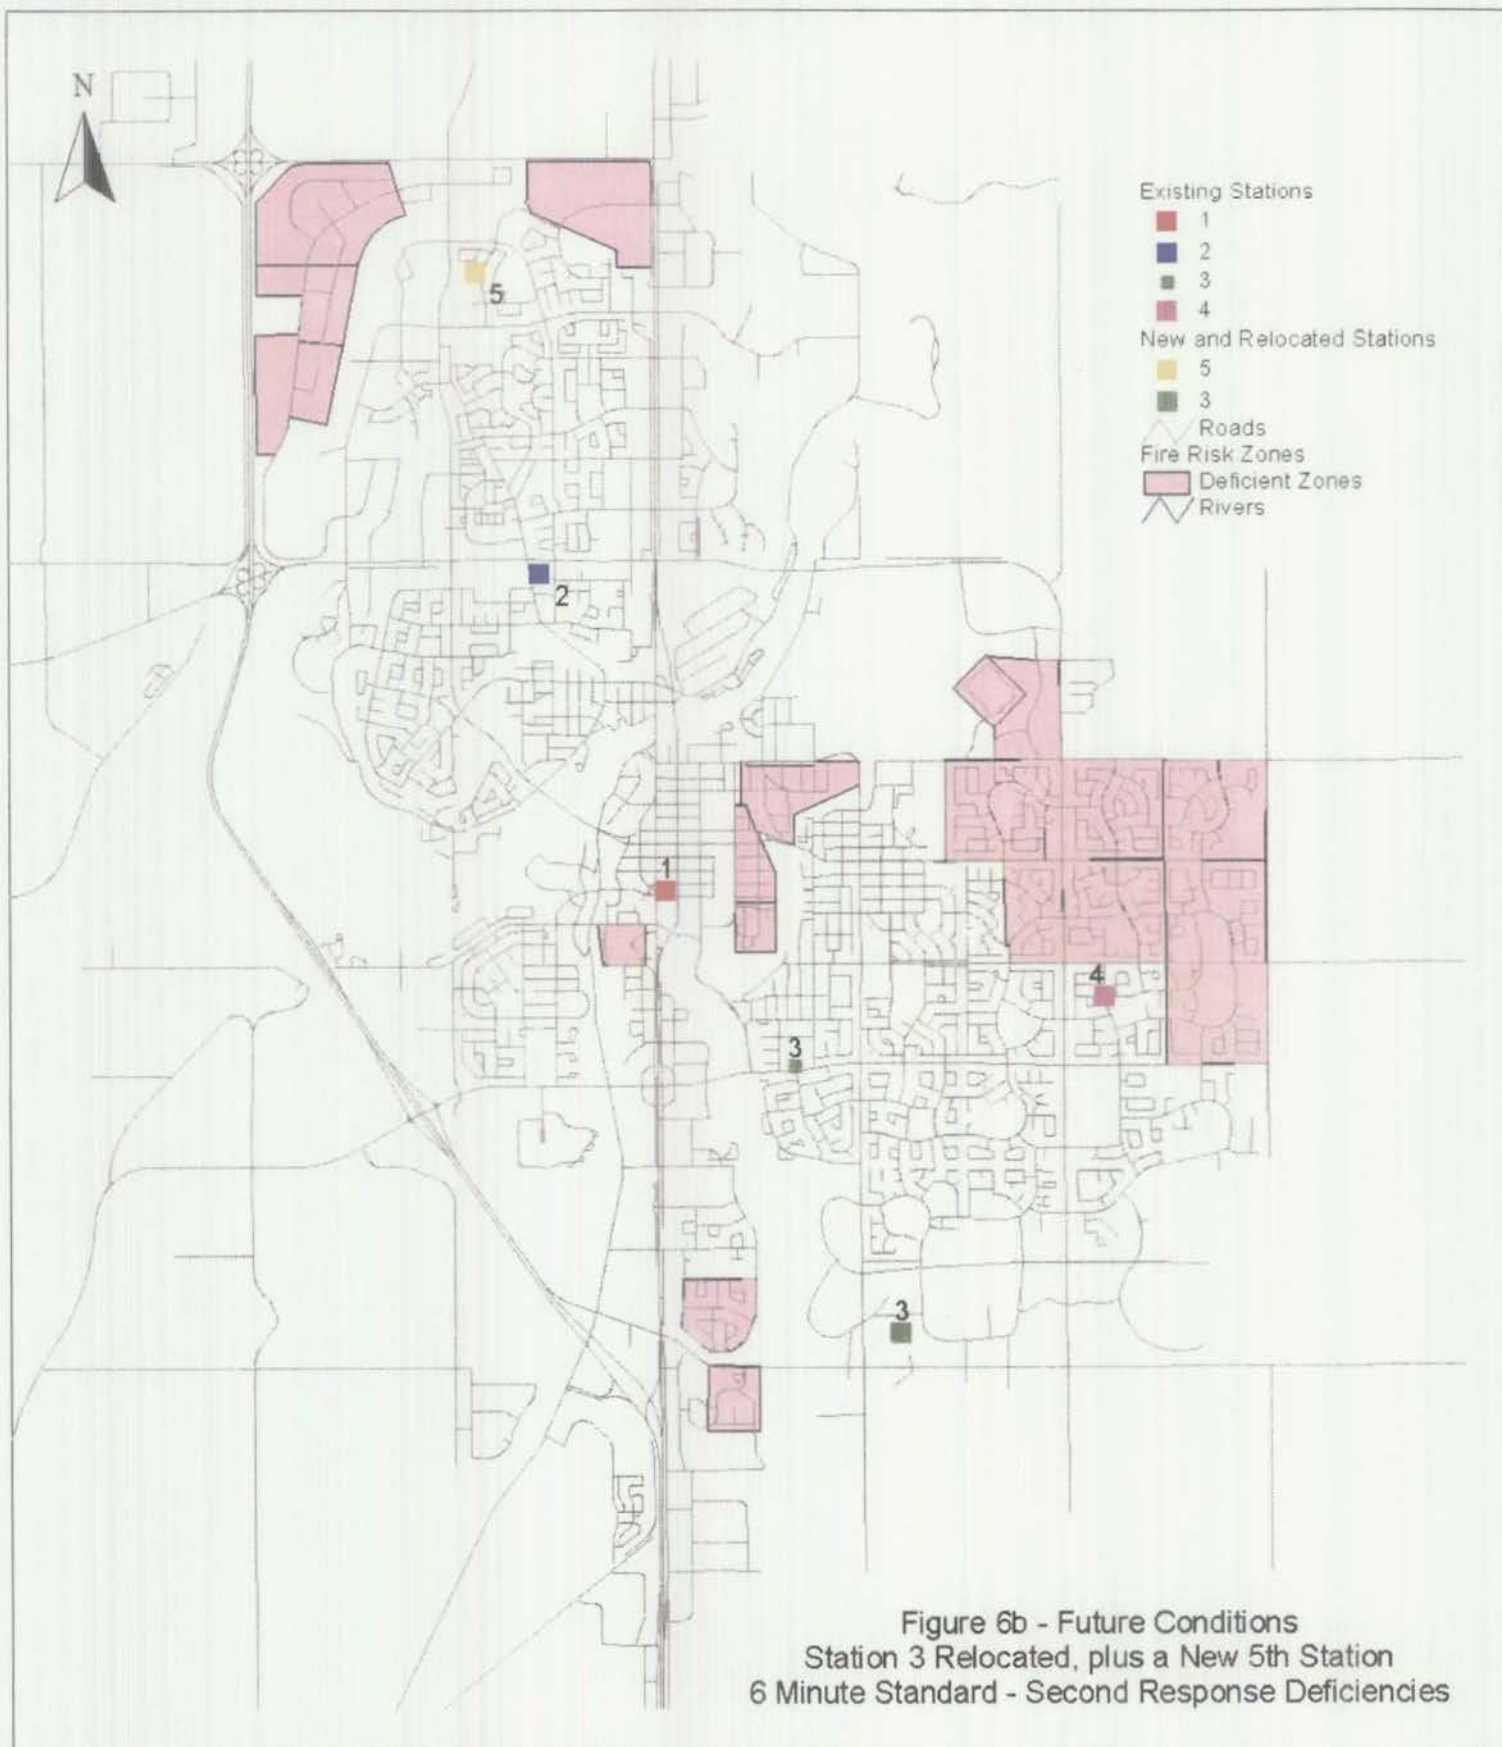 N
Existing Stations
1
2
3
4
New and Relocated Stations
5
3
Roads
Fire Risk Zones
Deficient Zones
Rivers
5
2
1
4
3
3
Figure 6b - Future Conditions
Station 3 Relocated, plus a New 5th Station
6 Minute Standard - Second Response Deficiencies